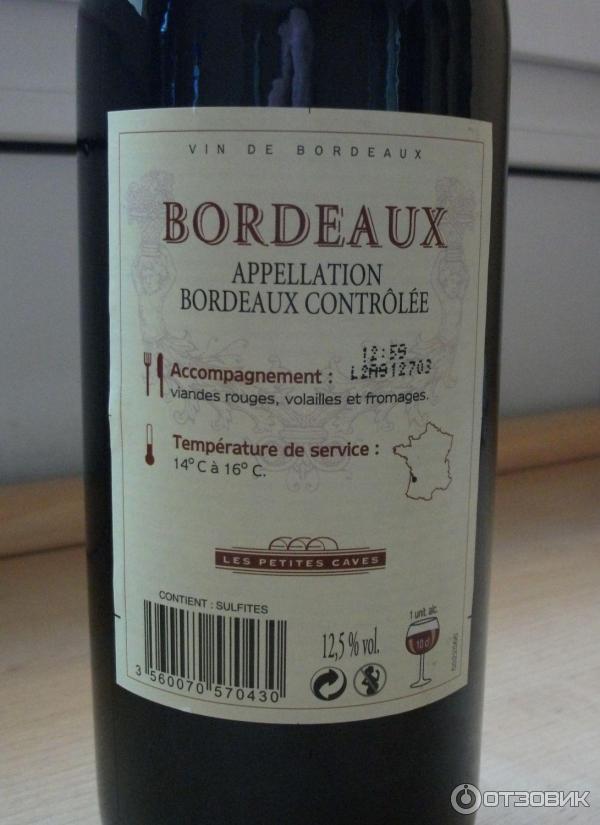 VIN DE BORDEAUX
BORDEAUX
APPELLATION
BORDEAUX CONTRÔLÉE
12:59
L2A912703
Accompagnement :
viandes rouges, volailles et fromages.
Température de service :
14° C à 16° C.
LES PETITES CAVES
CONTIENT : SULFITES
3 560070 570430
12,5 % vol.
1 unit. alc.
10 cl
ОТЗОВИК